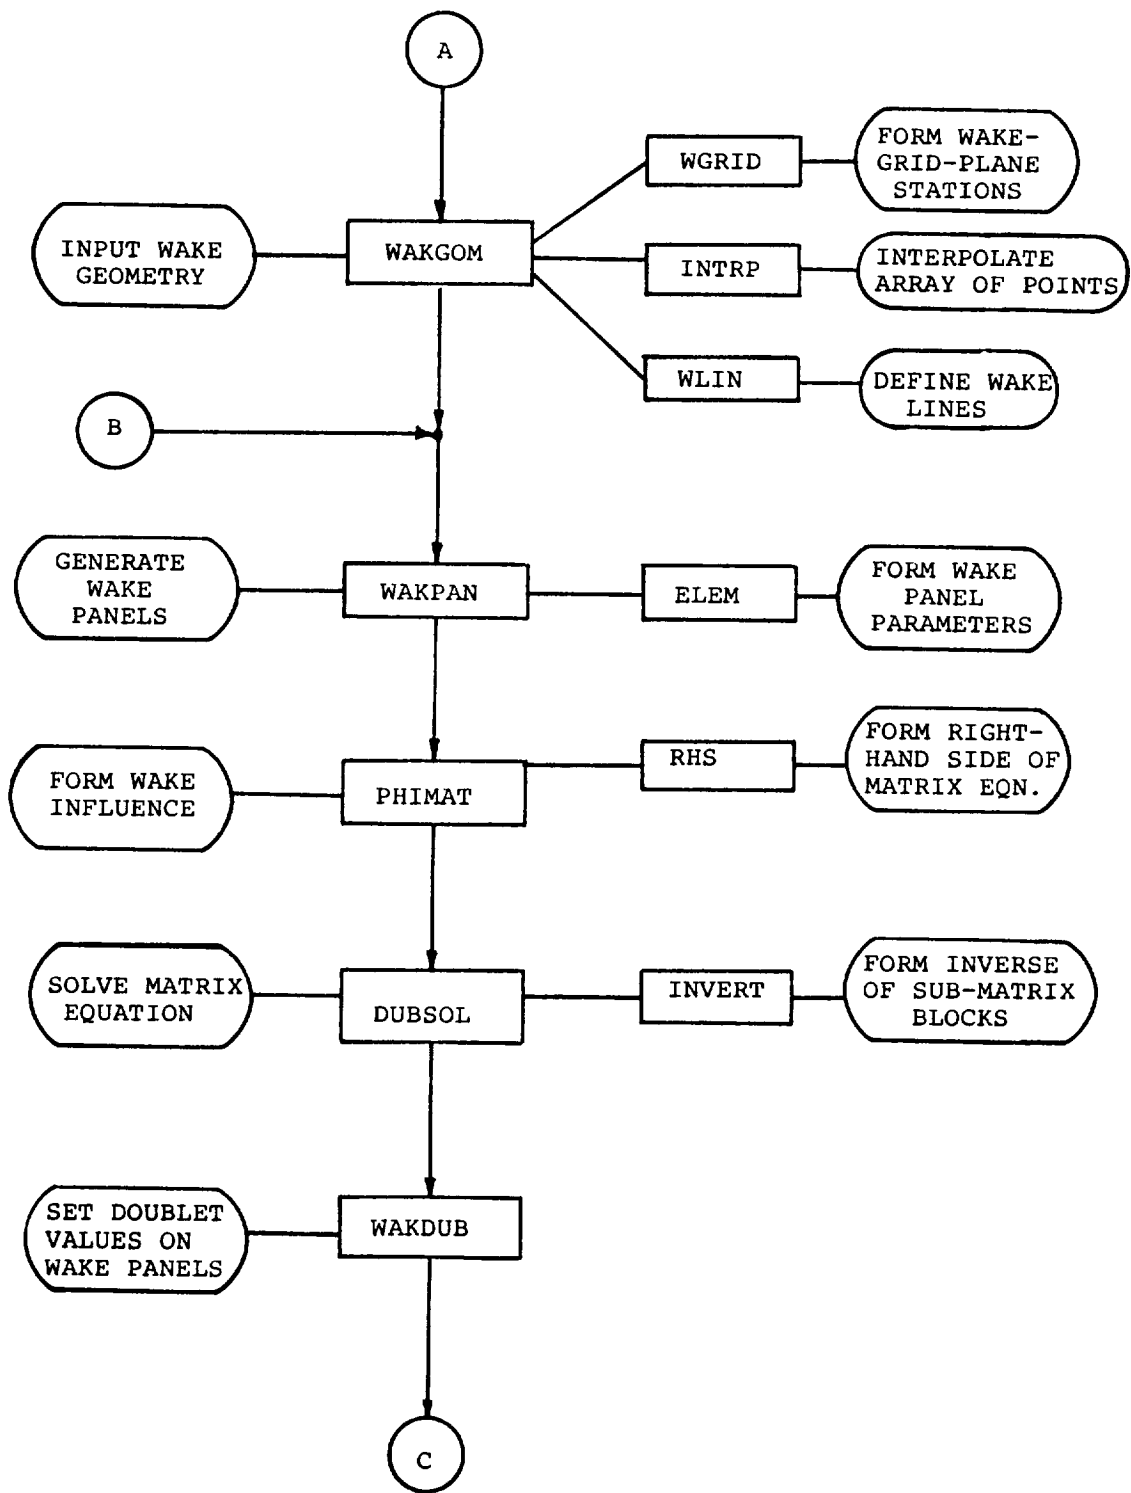 A
WGRID
FORM WAKE-
GRID-PLANE
STATIONS
INPUT WAKE
GEOMETRY
WAKGOM
INTRP
INTERPOLATE
ARRAY OF POINTS
WLIN
DEFINE WAKE
LINES
B
GENERATE
WAKE
PANELS
WAKPAN
ELEM
FORM WAKE
PANEL
PARAMETERS
FORM WAKE
INFLUENCE
PHIMAT
RHS
FORM RIGHT-
HAND SIDE OF
MATRIX EQN.
SOLVE MATRIX
EQUATION
DUBSOL
INVERT
FORM INVERSE
OF SUB-MATRIX
BLOCKS
SET DOUBLET
VALUES ON
WAKE PANELS
WAKDUB
C